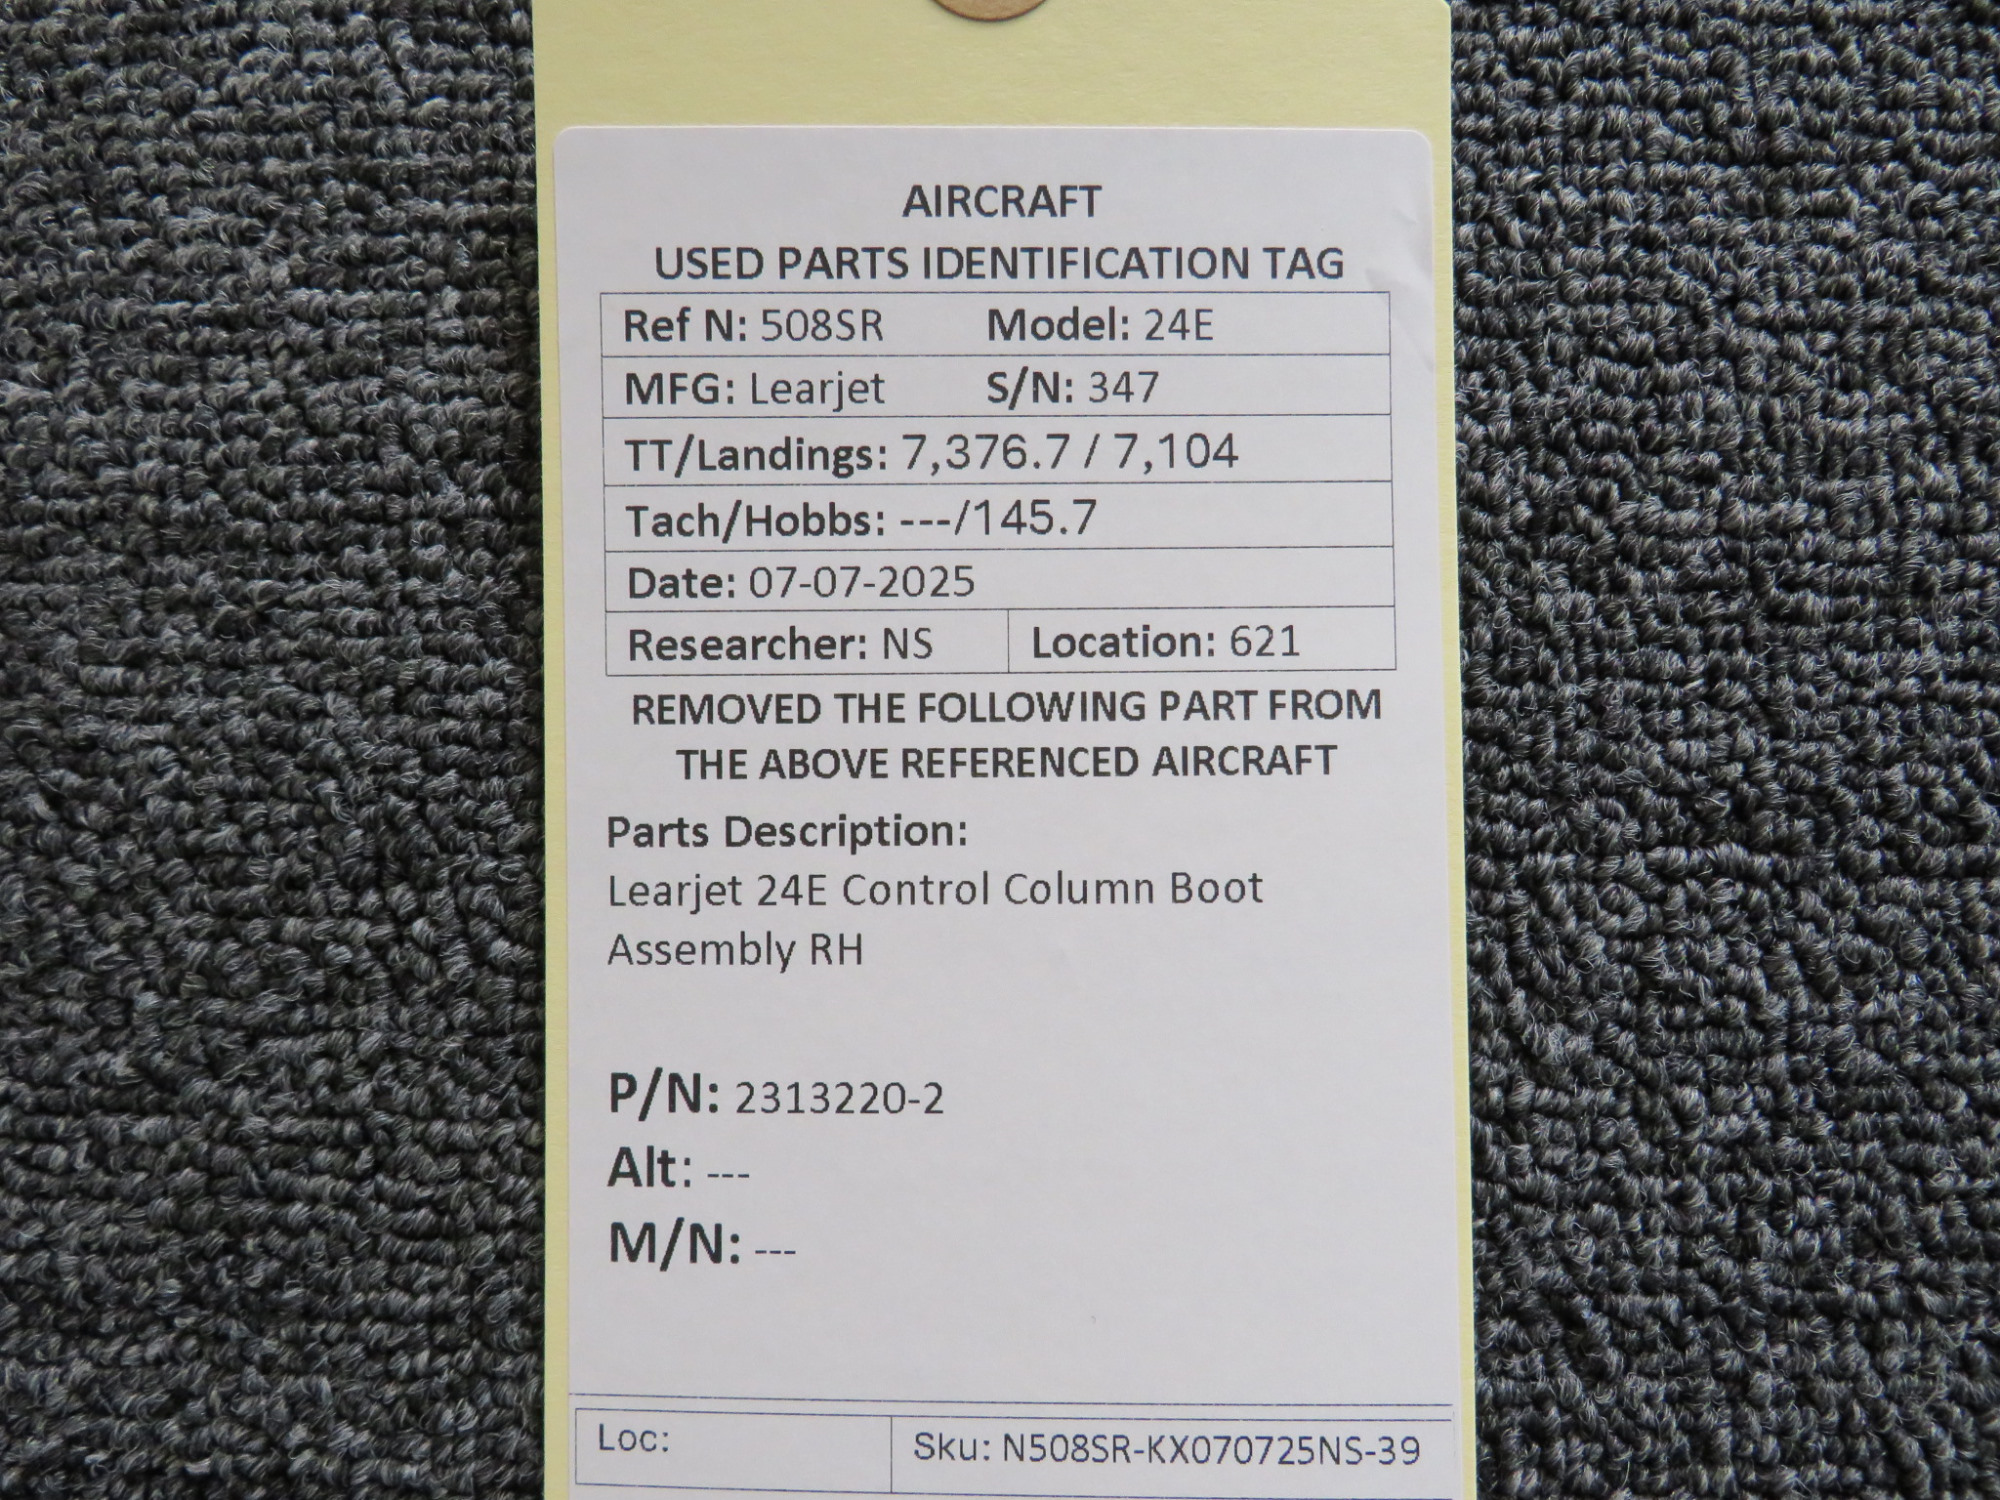 AIRCRAFT
USED PARTS IDENTIFICATION TAG
Ref N: 508SR Model: 24E
MFG: Learjet S/N: 347
TT/Landings: 7,376.7 / 7,104
Tach/Hobbs: ---/145.7
Date: 07-07-2025
Researcher: NS Location: 621
REMOVED THE FOLLOWING PART FROM
THE ABOVE REFERENCED AIRCRAFT
Parts Description:
Learjet 24E Control Column Boot
Assembly RH
P/N: 2313220-2
Alt: ---
M/N: ---
Loc: Sku: N508SR-KX070725NS-39